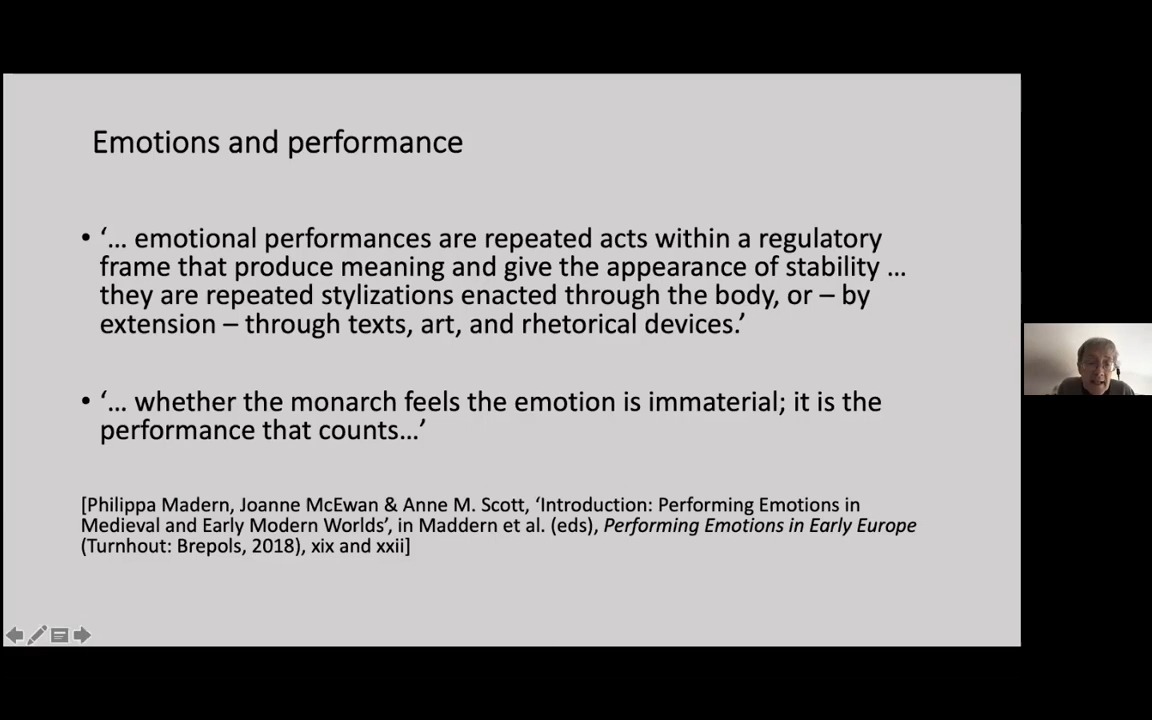 Emotions and performance
• ‘… emotional performances are repeated acts within a regulatory
frame that produce meaning and give the appearance of stability …
they are repeated stylizations enacted through the body, or – by
extension – through texts, art, and rhetorical devices.’
• ‘… whether the monarch feels the emotion is immaterial; it is the
performance that counts…’
[Philippa Madern, Joanne McEwan & Anne M. Scott, ‘Introduction: Performing Emotions in
Medieval and Early Modern Worlds’, in Maddern et al. (eds), Performing Emotions in Early Europe
(Turnhout: Brepols, 2018), xix and xxii]